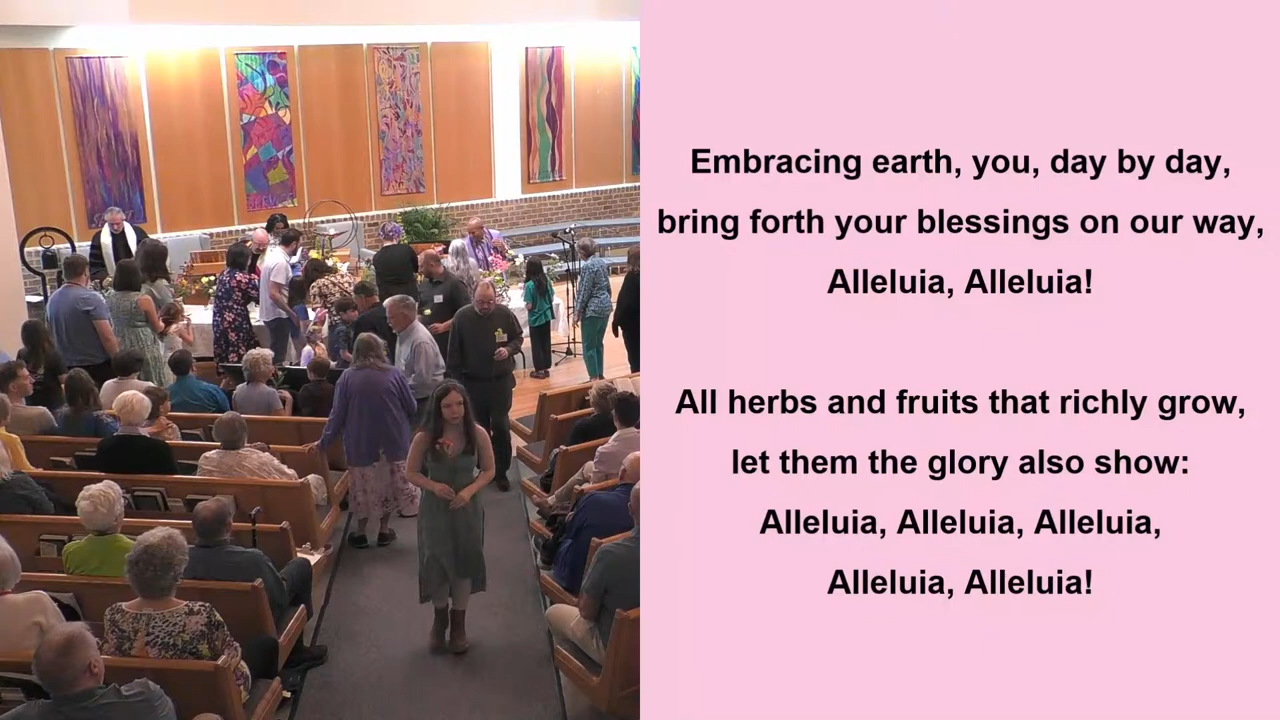 Embracing earth, you, day by day,
bring forth your blessings on our way,
Alleluia, Alleluia!
All herbs and fruits that richly grow,
let them the glory also show:
Alleluia, Alleluia, Alleluia,
Alleluia, Alleluia!